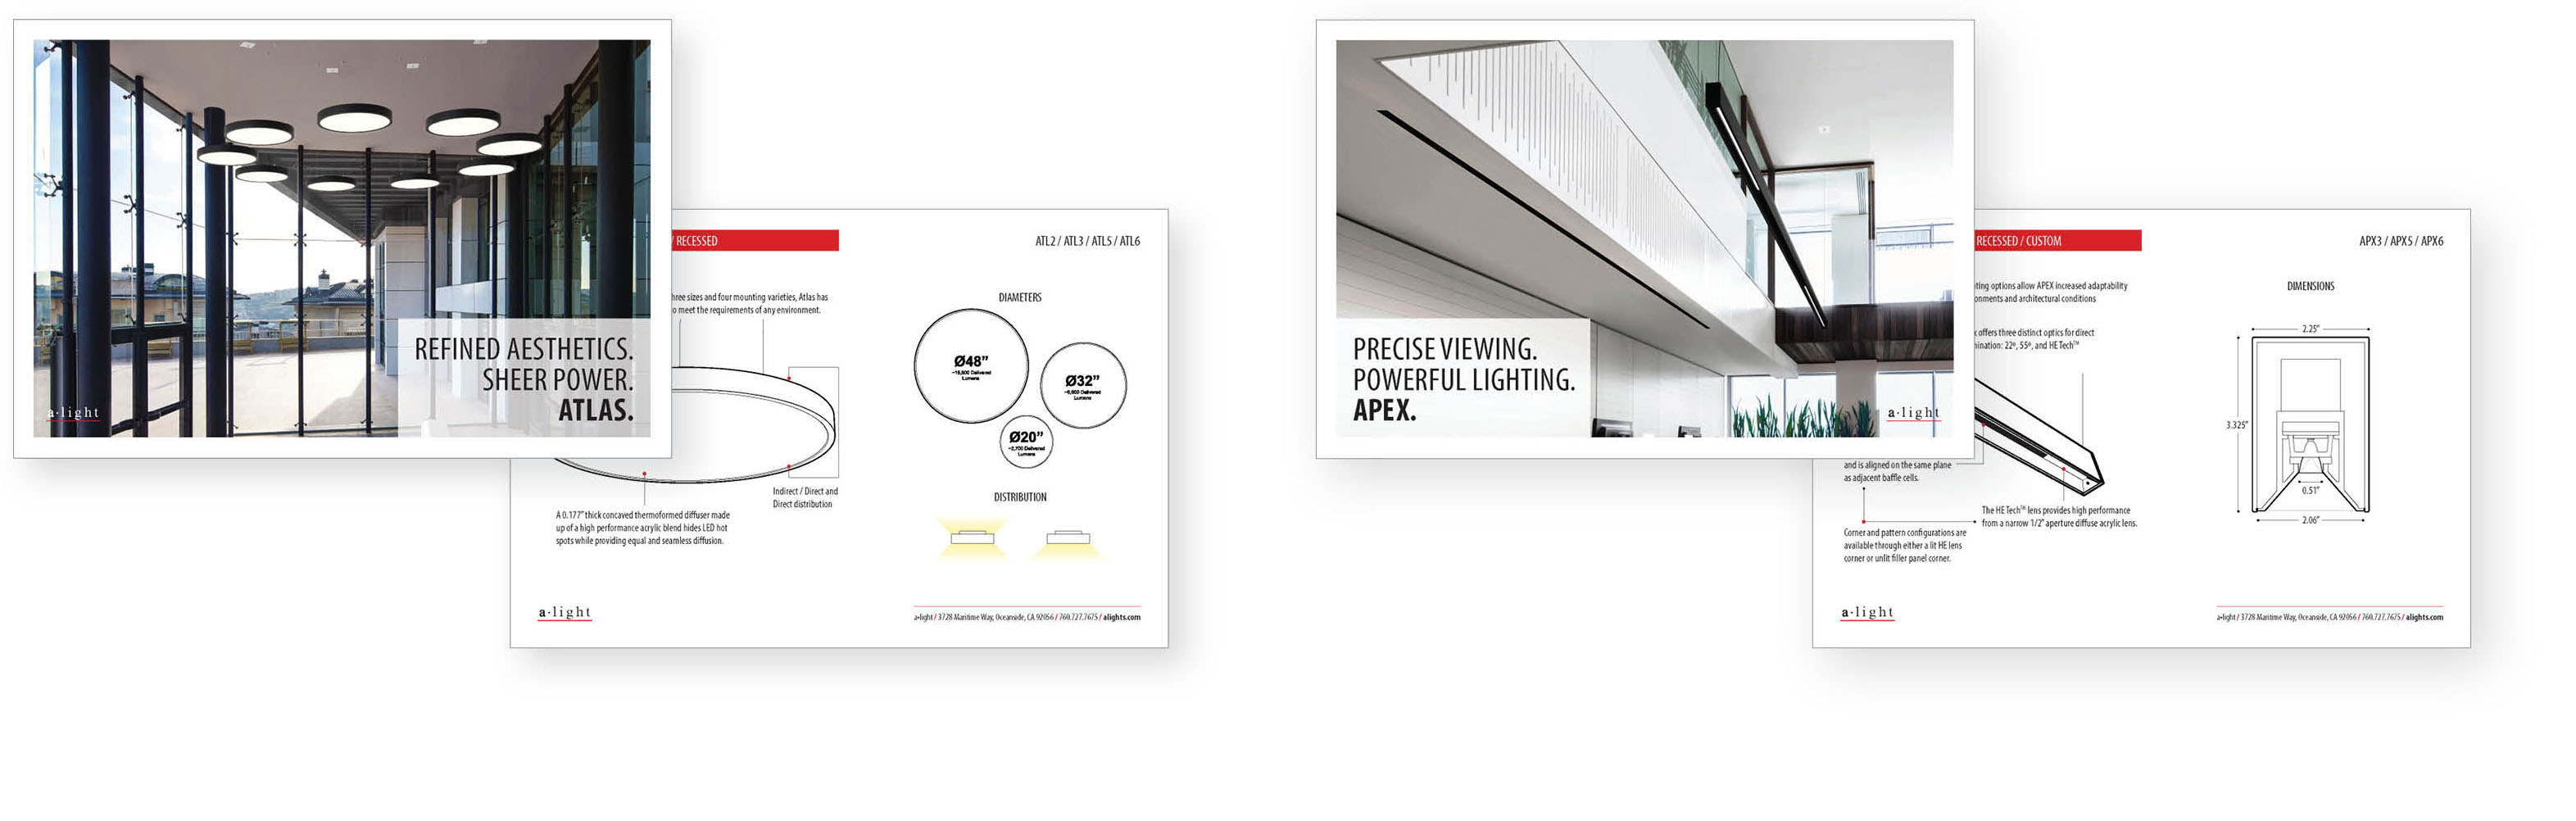 REFINED AESTHETICS.
SHEER POWER.
ATLAS.
a·light
/ RECESSED
ATL2 / ATL3 / ATL5 / ATL6
hree sizes and four mounting varieties, Atlas has
o meet the requirements of any environment.
Indirect / Direct and
Direct distribution
A 0.177" thick concaved thermoformed diffuser made
up of a high performance acrylic blend hides LED hot
spots while providing equal and seamless diffusion.
DIAMETERS
Ø48”
Delivered
Lumens
Ø32”
Delivered
Lumens
Ø20”
Delivered
Lumens
DISTRIBUTION
a·light
a•light / 3728 Maritime Way, Oceanside, CA 92056 / 760.727.7675 / alights.com
PRECISE VIEWING.
POWERFUL LIGHTING.
APEX.
a·light
RECESSED / CUSTOM
APX3 / APX5 / APX6
ting options allow APEX increased adaptability
onments and architectural conditions
offers three distinct optics for direct
mination: 22º, 55º, and HE Tech™
and is aligned on the same plane
as adjacent baffle cells.
The HE Tech™ lens provides high performance
from a narrow 1/2" aperture diffuse acrylic lens.
Corner and pattern configurations are
available through either a lit HE lens
corner or unlit filler panel corner.
DIMENSIONS
2.25"
3.325"
0.51"
2.06"
a·light
a•light / 3728 Maritime Way, Oceanside, CA 92056 / 760.727.7675 / alights.com